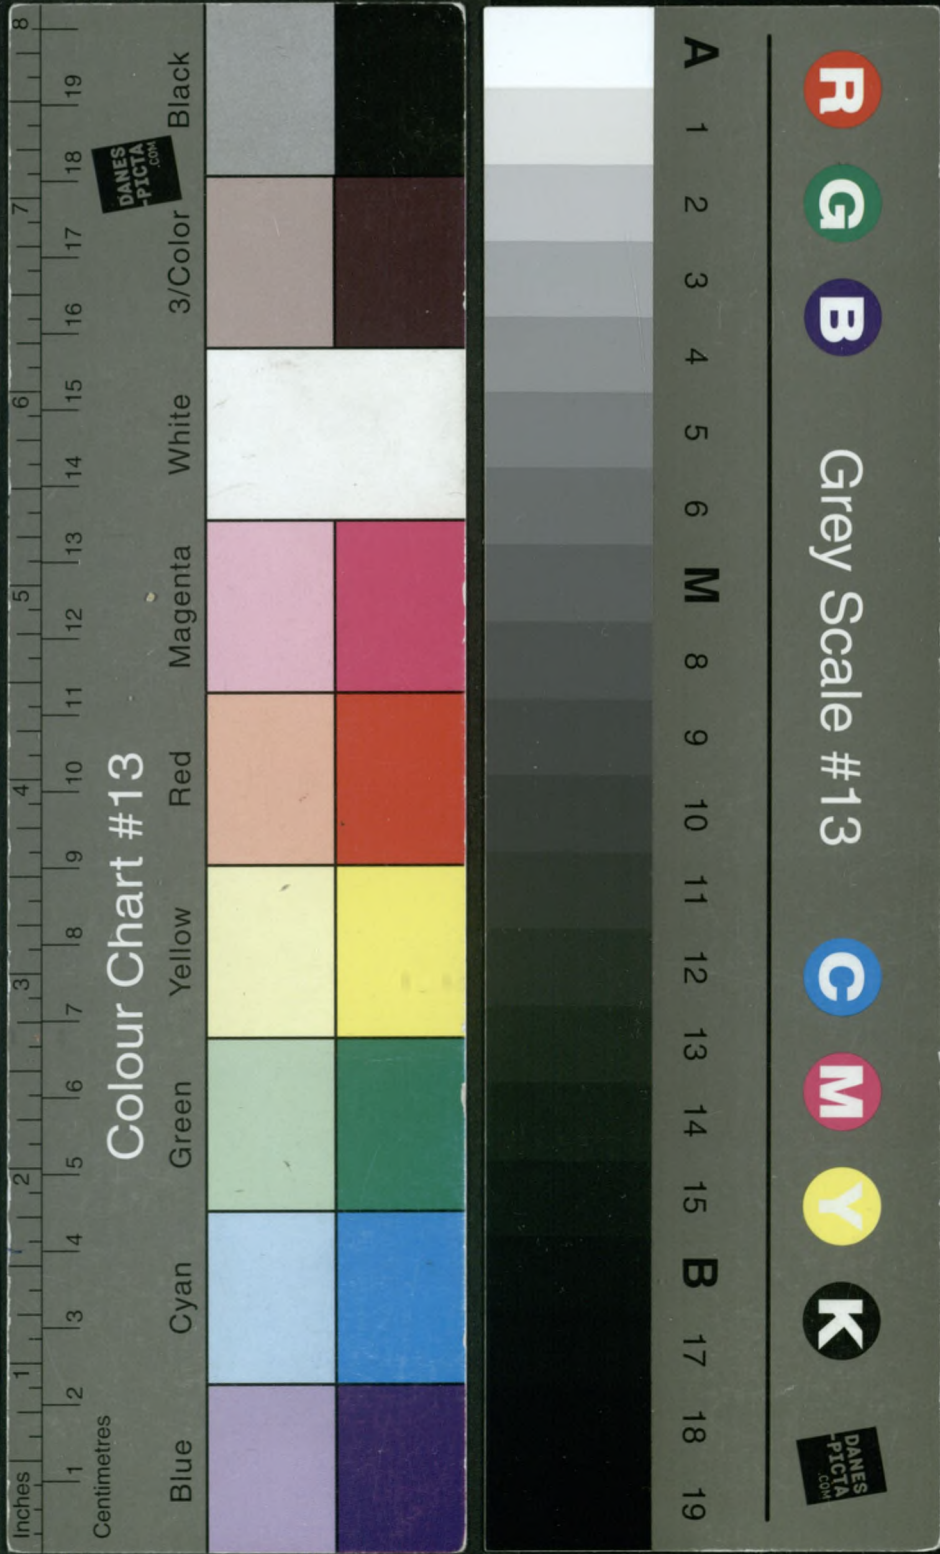 Inches 1 2 3 4 5 6 7 8
Centimetres 1 2 3 4 5 6 7 8 9 10 11 12 13 14 15 16 17 18 19
Colour Chart #13
DANES
-PICTA
.COM
Blue Cyan Green Yellow Red Magenta White 3/Color Black
A 1 2 3 4 5 6 M 8 9 10 11 12 13 14 15 B 17 18 19
R G B Grey Scale #13 C M Y K
DANES
-PICTA
.COM